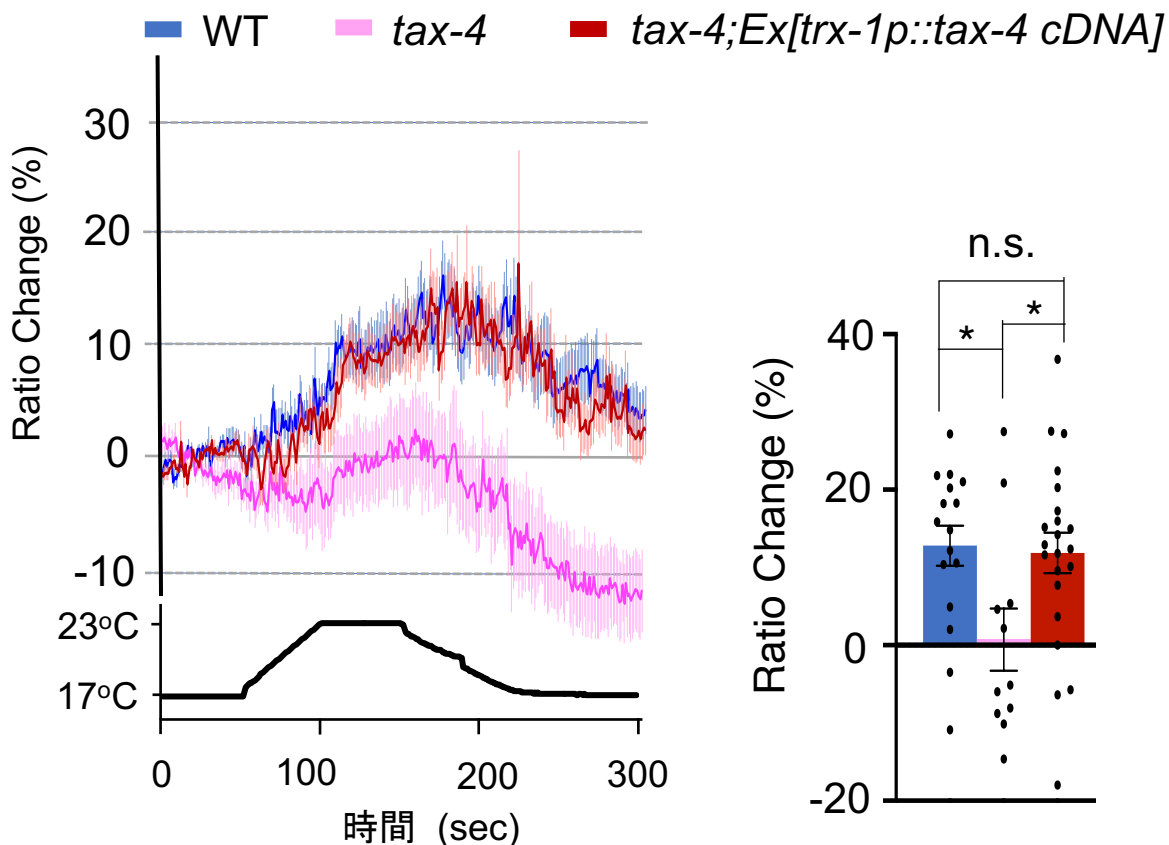 WT tax-4 tax-4;Ex[trx-1p::tax-4 cDNA]
Ratio Change (%)
30
20
10
0
-10
23°C
17°C
0 100 200 300
時間 (sec)
n.s.
* *
Ratio Change (%)
40
20
0
-20